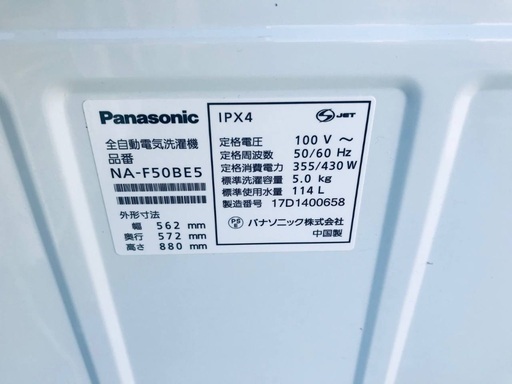 Panasonic
全自動電気洗濯機
品番
NA-F50BE5
外形寸法
幅 562 mm
奥行 572 mm
高さ 880 mm
IPX4
S JET
定格電圧 100 V ~
定格周波数 50/60 Hz
定格消費電力 355/430 W
標準洗濯容量 5.0 kg
標準使用水量 114 L
製造番号 17D1400658
PS E パナソニック株式会社
中国製